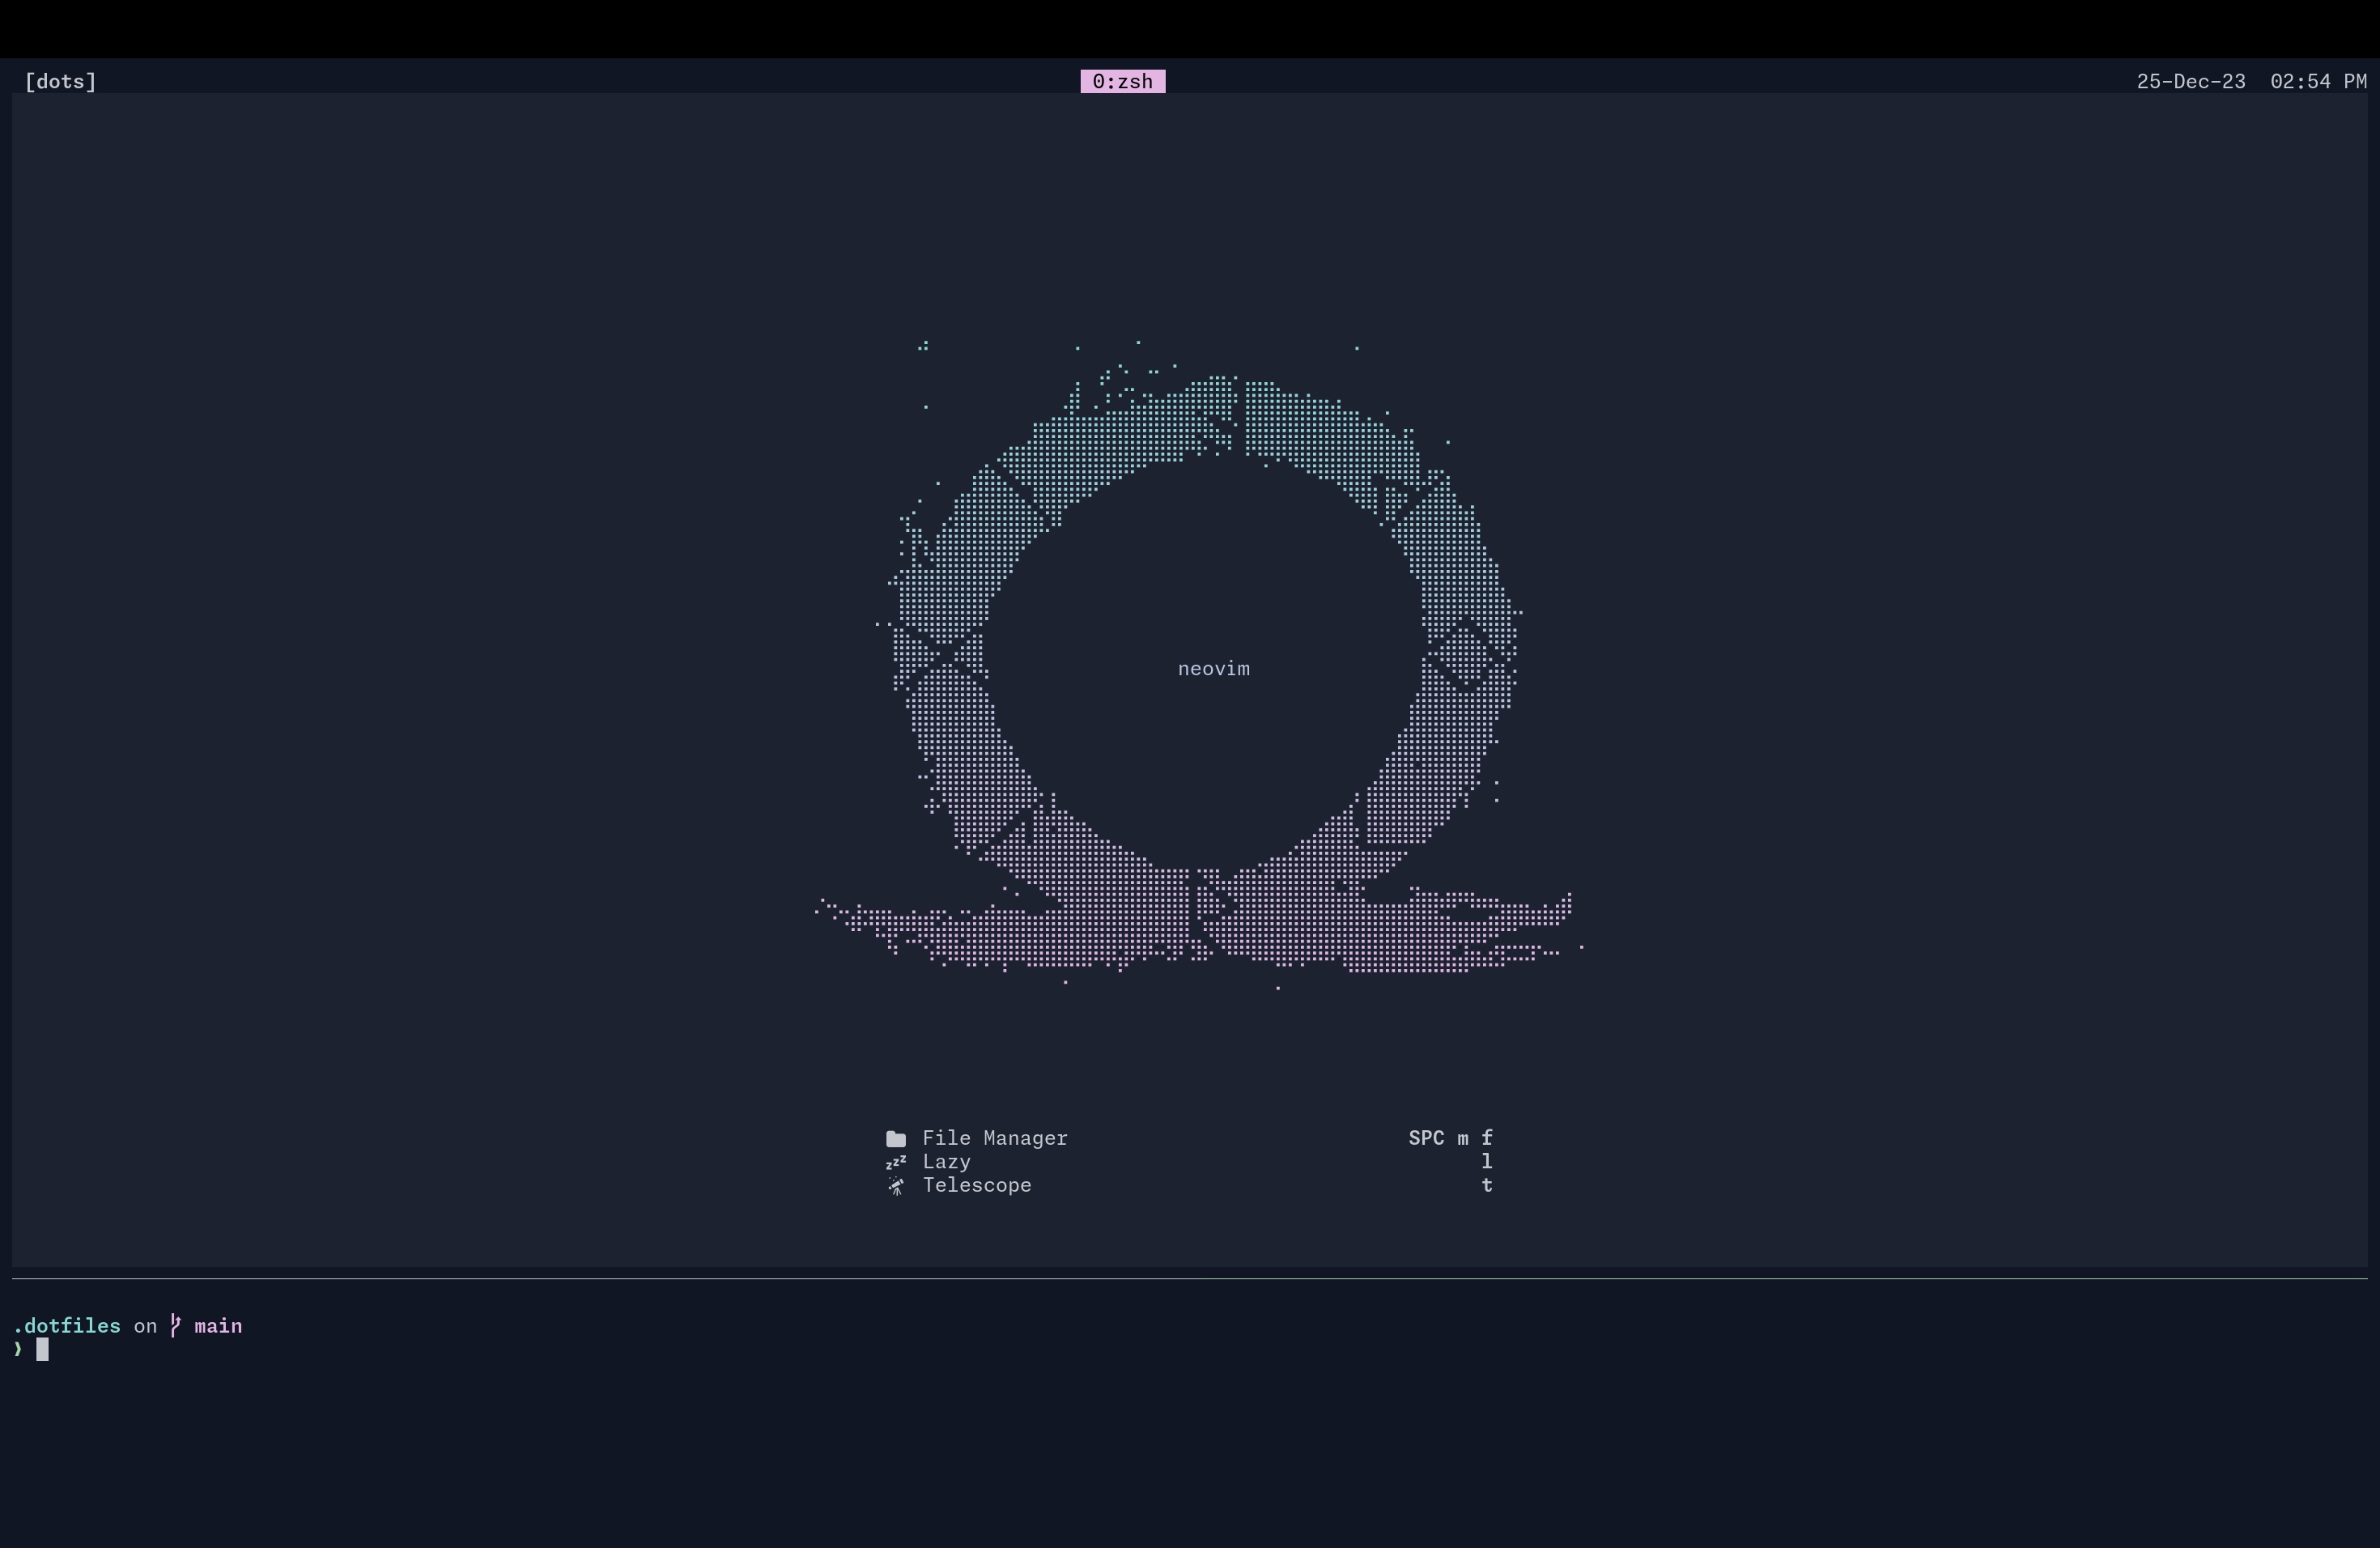 [dots] 0:zsh 25-Dec-23 02:54 PM
neovim
File Manager SPC m f
Lazy l
Telescope t
.dotfiles on main
❯